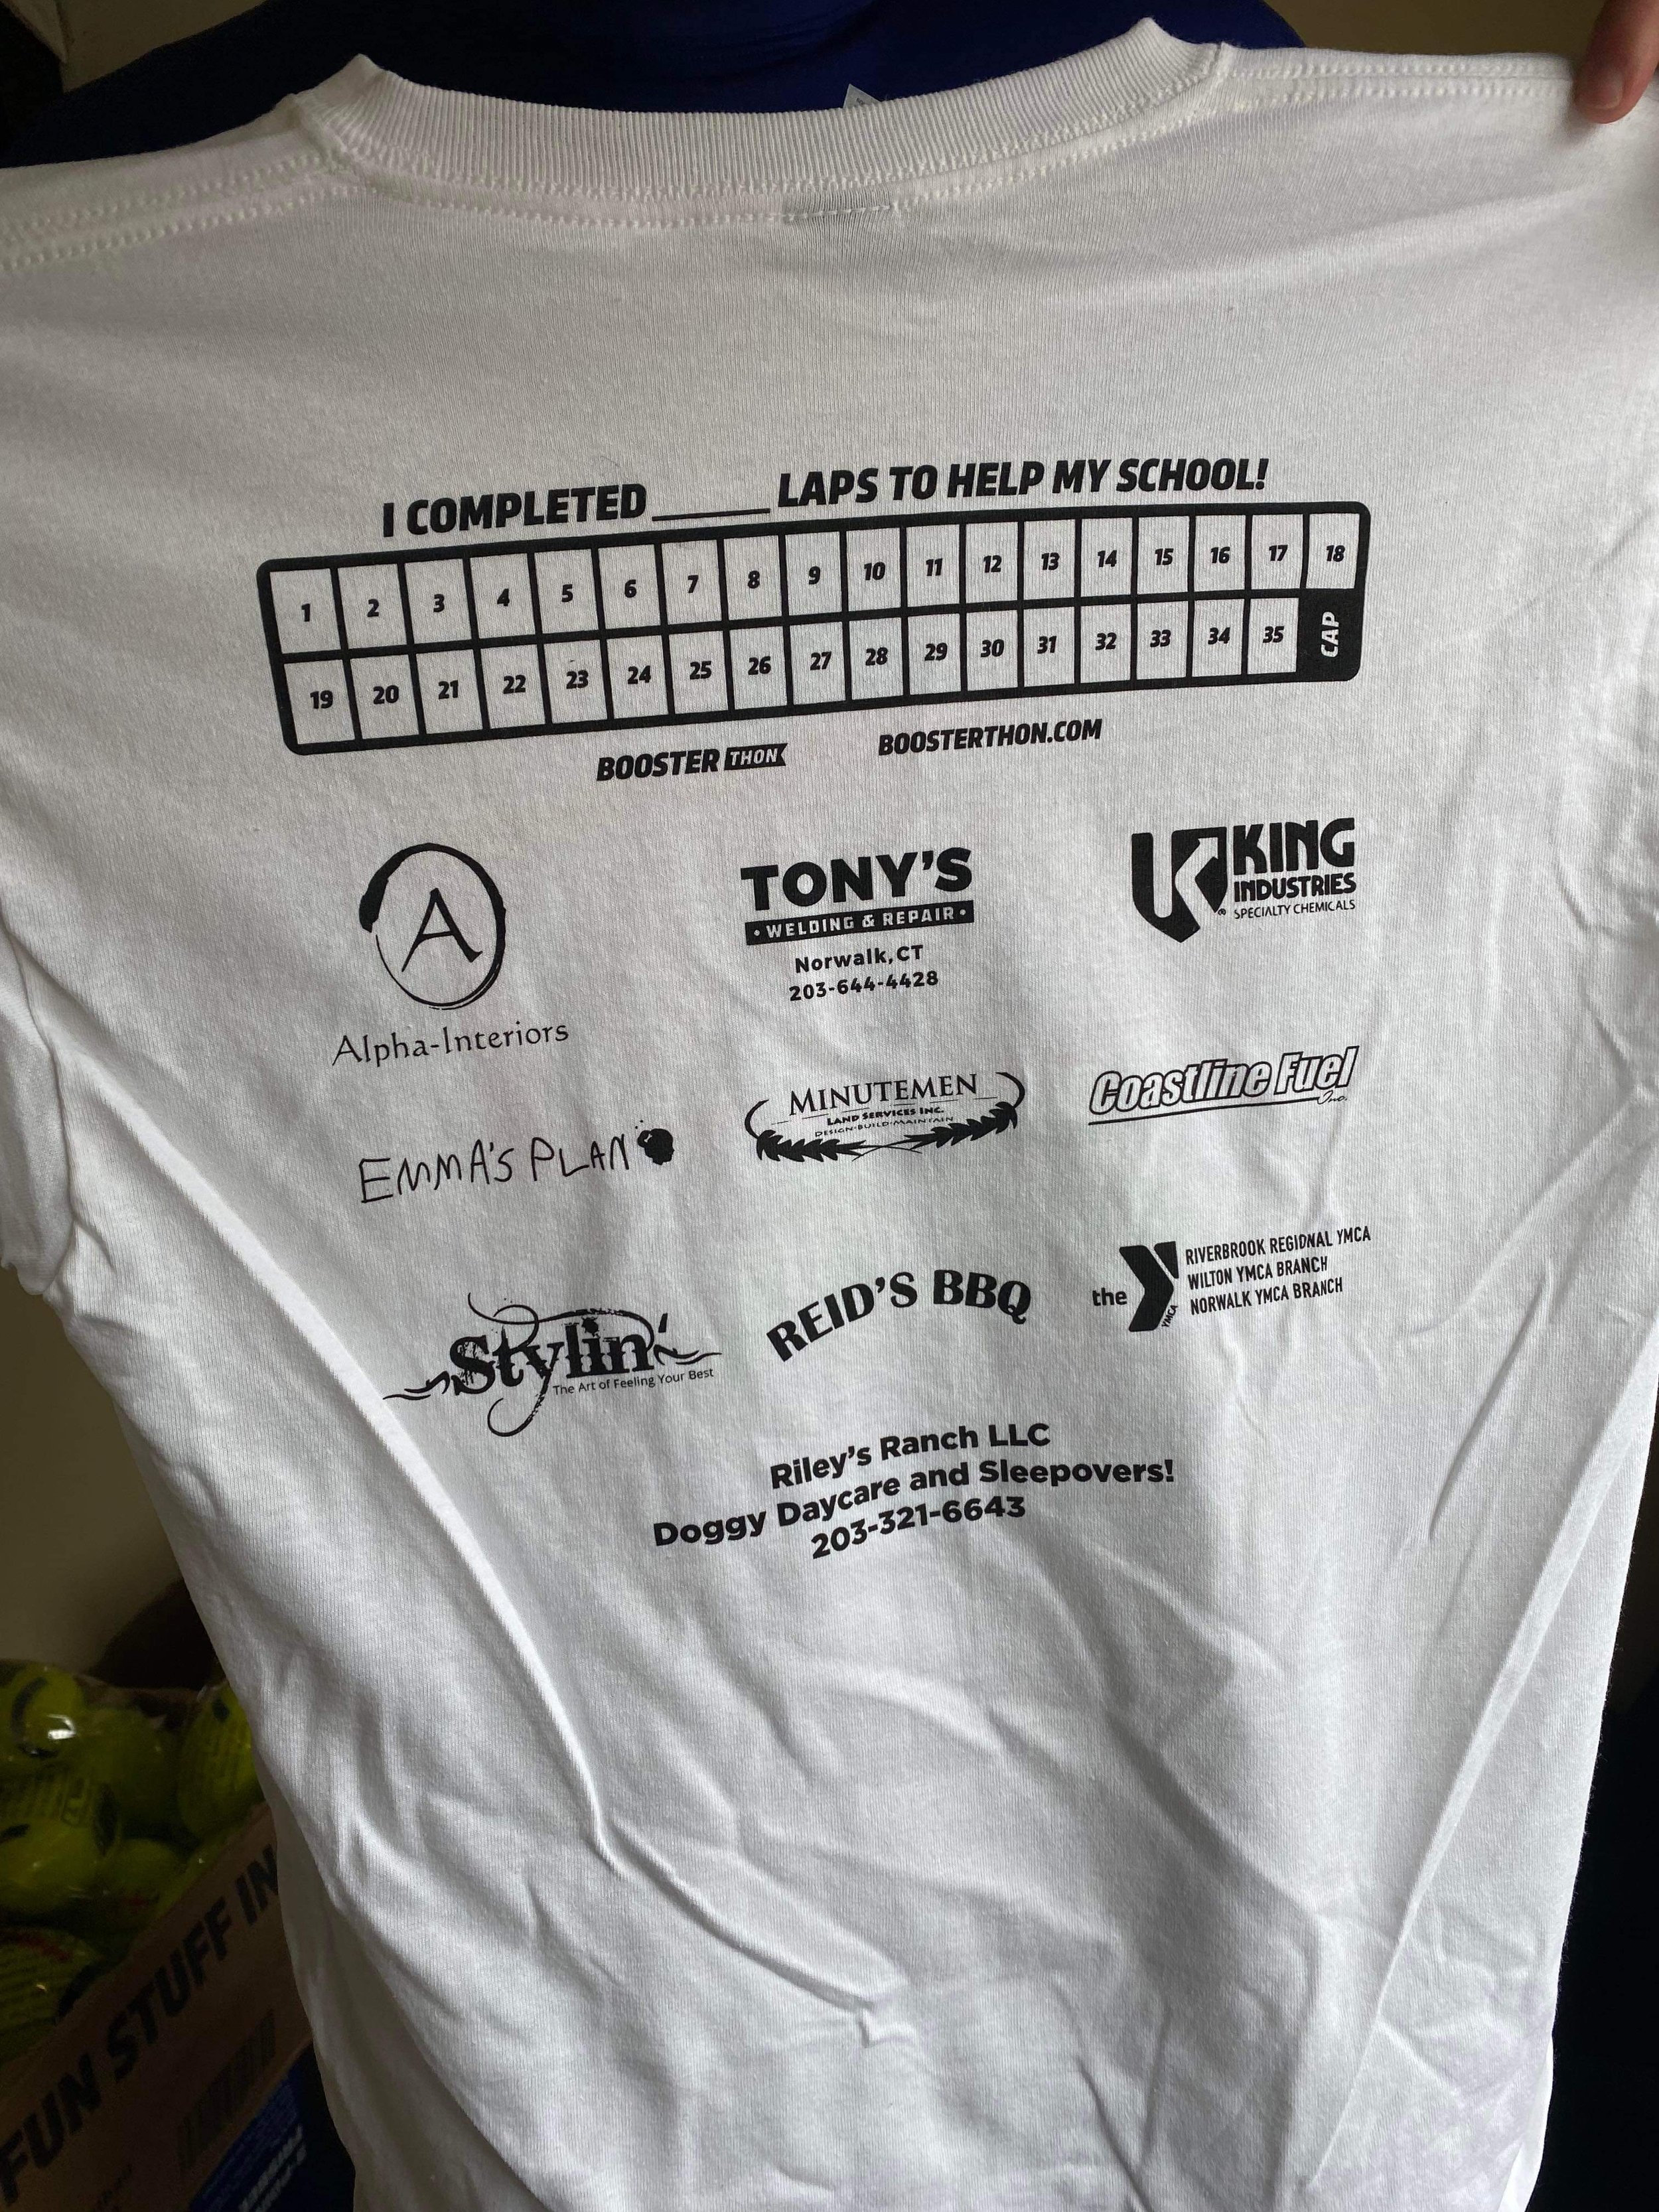 I COMPLETED _____ LAPS TO HELP MY SCHOOL!
1 2 3 4 5 6 7 8 9 10 11 12 13 14 15 16 17 18
19 20 21 22 23 24 25 26 27 28 29 30 31 32 33 34 35 CAP
BOOSTER THON BOOSTERTHON.COM
A
Alpha-Interiors
TONY'S
• WELDING & REPAIR •
Norwalk, CT
203-644-4428
K KING
INDUSTRIES
® SPECIALTY CHEMICALS
EMMA'S PLAN
MINUTEMEN
LAND SERVICES INC.
DESIGN·BUILD·MAINTAIN
Coastline Fuel
Inc.
Stylin'
The Art of Feeling Your Best
REID'S BBQ
the Y YMCA
RIVERBROOK REGIONAL YMCA
WILTON YMCA BRANCH
NORWALK YMCA BRANCH
Riley's Ranch LLC
Doggy Daycare and Sleepovers!
203-321-6643
FUN STUFF IN